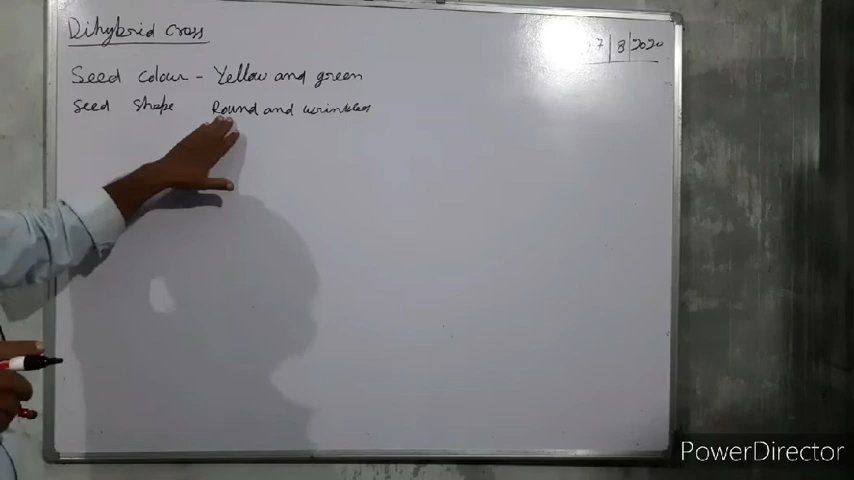 Dihybrid cross
7/8/2020
Seed colour - Yellow and green
Seed shape Round and wrinkled
PowerDirector